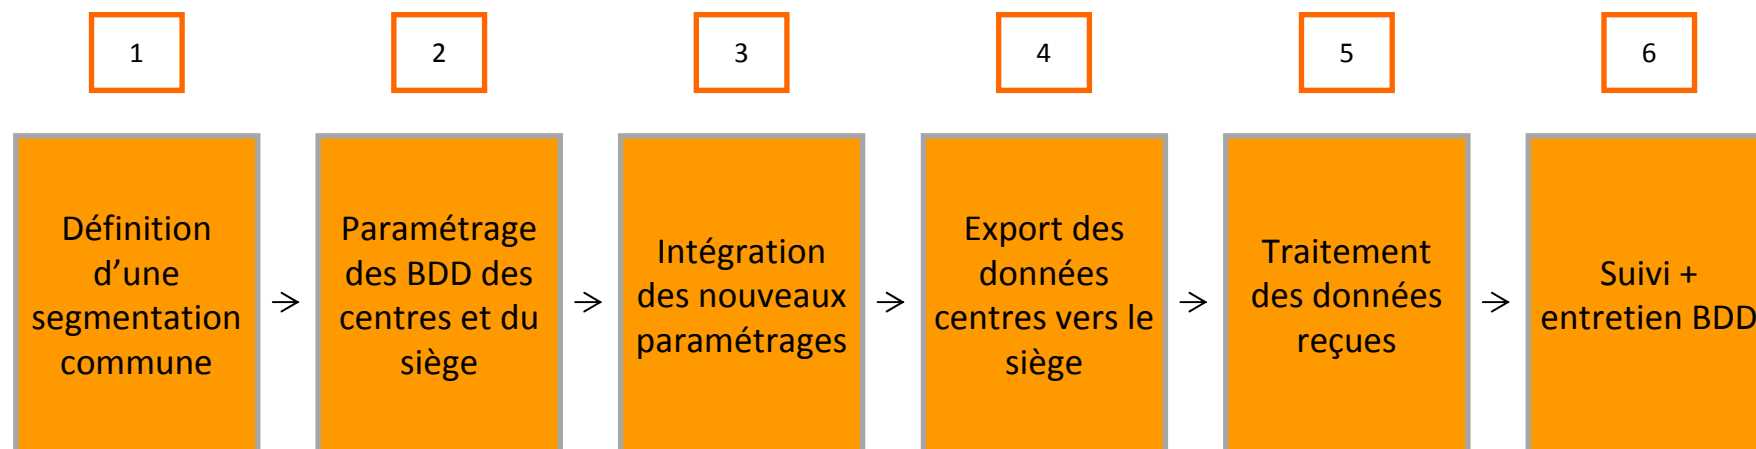 1
2
3
4
5
6
Définition
d’une
segmentation
commune
Paramétrage
des BDD des
centres et du
siège
Intégration
des nouveaux
paramétrages
Export des
données
centres vers le
siège
Traitement
des données
reçues
Suivi +
entretien BDD